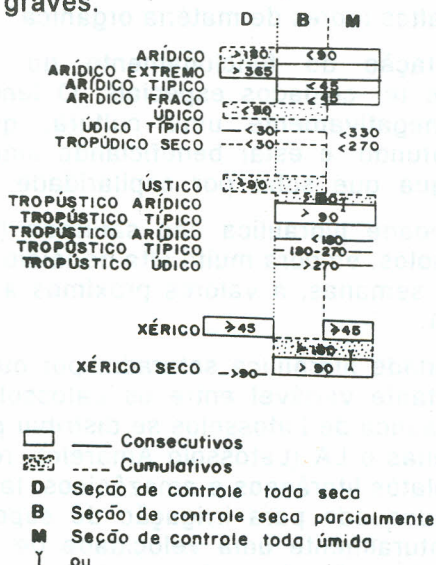 graves.
D B M
ARÍDICO >180 <90
ARIDICO EXTREMO >365
ARÍDICO TIPICO <45
ARÍDICO FRACO <45
ÚDICO <90
ÚDICO TÍPICO <30 <330
TROPÚDICO SECO <30 <270
ÚSTICO >90
TROPÚSTICO ARÍDICO
TROPÚSTICO TÍPICO > 90
TROPÚSTICO ARÍDICO <180
TROPÚSTICO TÍPICO 180-270
TROPÚSTICO ÚDICO >270
XÉRICO >45 >45
>180
XÉRICO SECO >90 > 90
Consecutivos
Cumulativos
D Seção de controle toda seca
B Seção de controle seca parcialmente
M Seção de controle toda úmida
ou